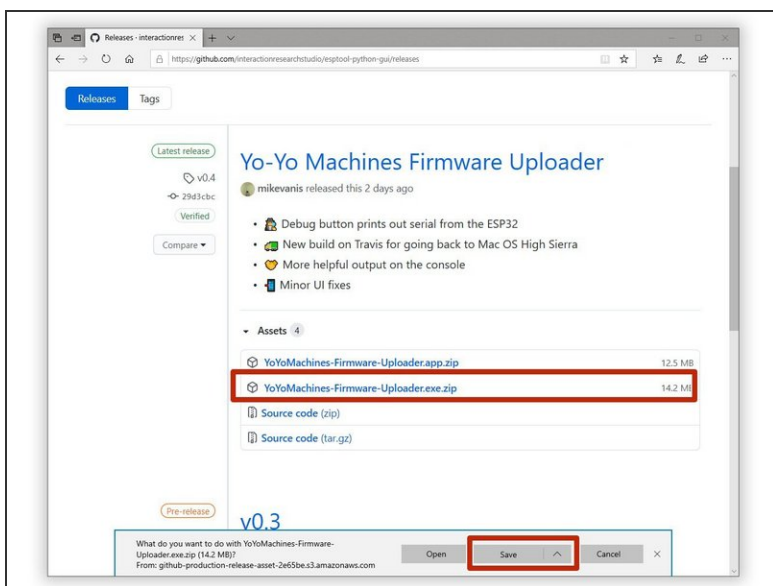 Releases · interactionres
https://github.com/interactionresearchstudio/esptool-python-gui/releases
Releases Tags
Latest release
v0.4
29d3cbc
Verified
Compare
Yo-Yo Machines Firmware Uploader
mikevanis released this 2 days ago
Debug button prints out serial from the ESP32
New build on Travis for going back to Mac OS High Sierra
More helpful output on the console
Minor UI fixes
Assets 4
YoYoMachines-Firmware-Uploader.app.zip 12.5 MB
YoYoMachines-Firmware-Uploader.exe.zip 14.2 MB
Source code (zip)
Source code (tar.gz)
Pre-release
v0.3
What do you want to do with YoYoMachines-Firmware-
Uploader.exe.zip (14.2 MB)?
From: github-production-release-asset-2e65be.s3.amazonaws.com
Open Save Cancel